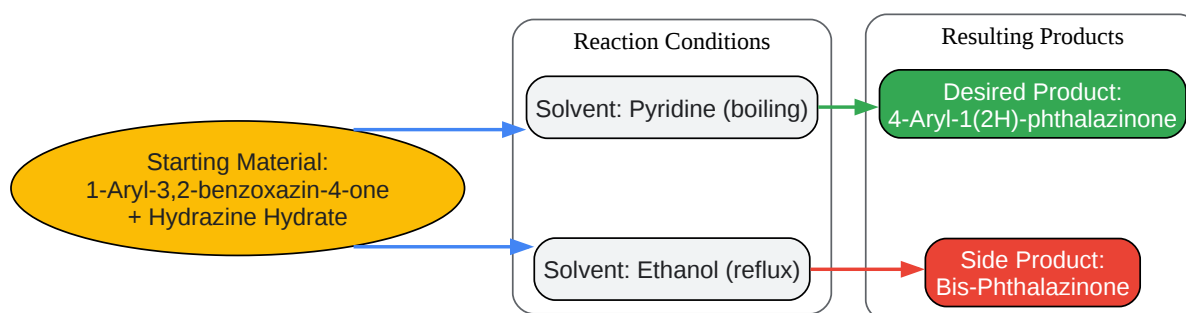 Reaction Conditions
Resulting Products
Starting Material:
1-Aryl-3,2-benzoxazin-4-one
+ Hydrazine Hydrate
Solvent: Pyridine (boiling)
Solvent: Ethanol (reflux)
Desired Product:
4-Aryl-1(2H)-phthalazinone
Side Product:
Bis-Phthalazinone